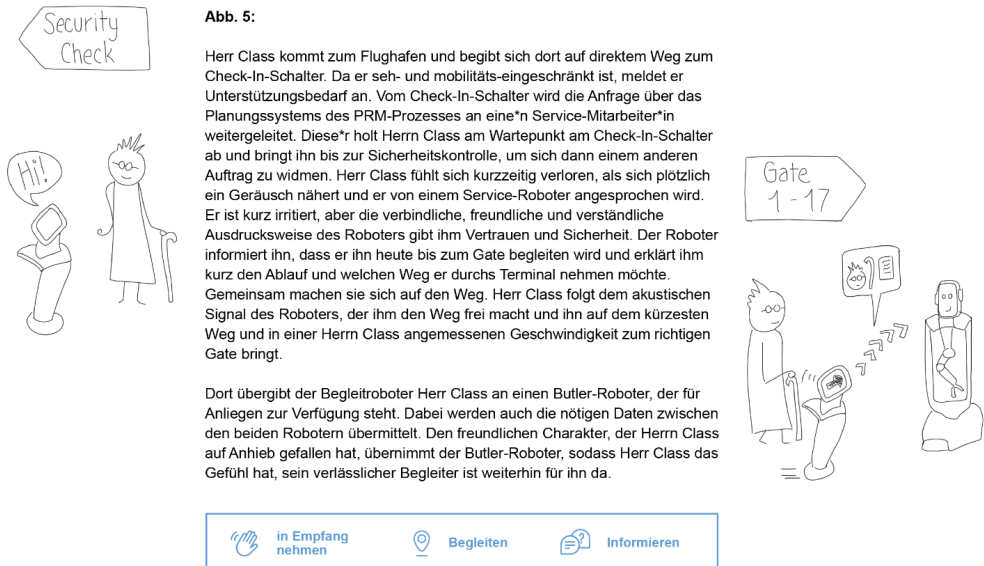 Security
Check
Hi!
Abb. 5:
Herr Class kommt zum Flughafen und begibt sich dort auf direktem Weg zum
Check-In-Schalter. Da er seh- und mobilitäts-eingeschränkt ist, meldet er
Unterstützungsbedarf an. Vom Check-In-Schalter wird die Anfrage über das
Planungssystems des PRM-Prozesses an eine*n Service-Mitarbeiter*in
weitergeleitet. Diese*r holt Herrn Class am Wartepunkt am Check-In-Schalter
ab und bringt ihn bis zur Sicherheitskontrolle, um sich dann einem anderen
Auftrag zu widmen. Herr Class fühlt sich kurzzeitig verloren, als sich plötzlich
ein Geräusch nähert und er von einem Service-Roboter angesprochen wird.
Er ist kurz irritiert, aber die verbindliche, freundliche und verständliche
Ausdrucksweise des Roboters gibt ihm Vertrauen und Sicherheit. Der Roboter
informiert ihn, dass er ihn heute bis zum Gate begleiten wird und erklärt ihm
kurz den Ablauf und welchen Weg er durchs Terminal nehmen möchte.
Gemeinsam machen sie sich auf den Weg. Herr Class folgt dem akustischen
Signal des Roboters, der ihm den Weg frei macht und ihn auf dem kürzesten
Weg und in einer Herrn Class angemessenen Geschwindigkeit zum richtigen
Gate bringt.
Dort übergibt der Begleitroboter Herr Class an einen Butler-Roboter, der für
Anliegen zur Verfügung steht. Dabei werden auch die nötigen Daten zwischen
den beiden Robotern übermittelt. Den freundlichen Charakter, der Herrn Class
auf Anhieb gefallen hat, übernimmt der Butler-Roboter, sodass Herr Class das
Gefühl hat, sein verlässlicher Begleiter ist weiterhin für ihn da.
Gate
1-17
in Empfang
nehmen
Begleiten
?
Informieren